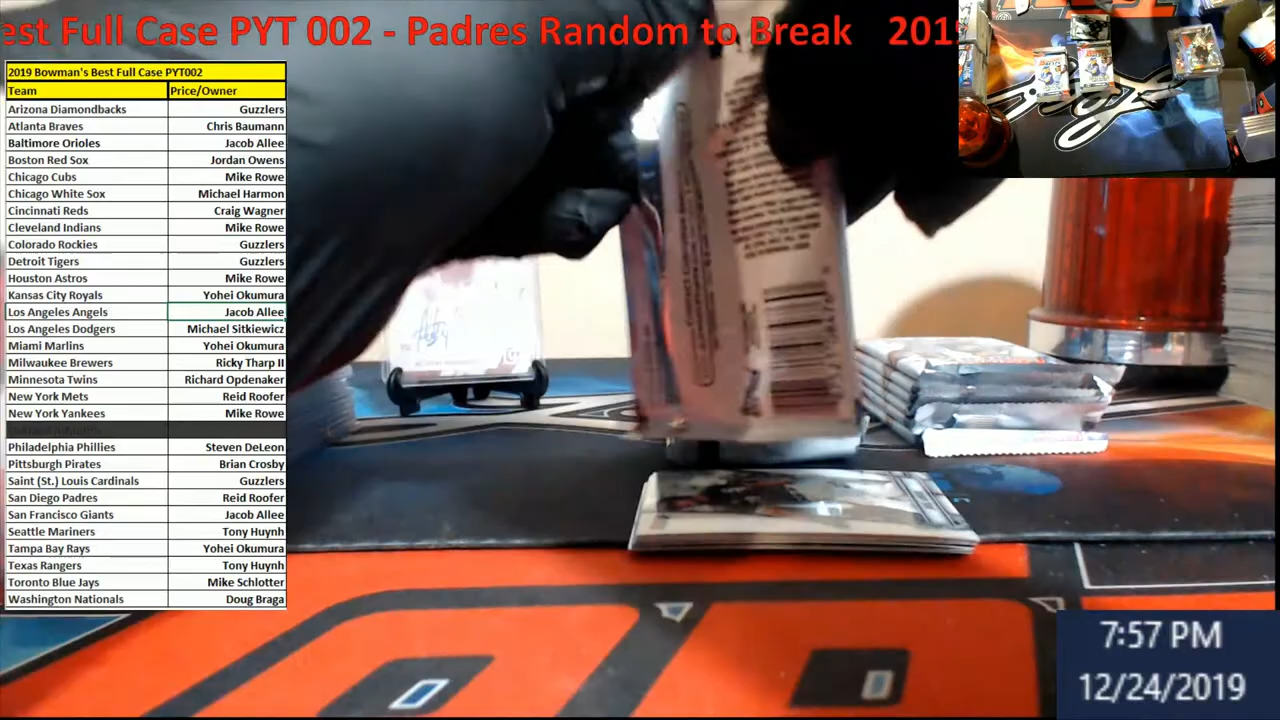 est Full Case PYT 002 - Padres Random to Break 201
2019 Bowman's Best Full Case PYT002
Team Price/Owner
Arizona Diamondbacks Guzzlers
Atlanta Braves Chris Baumann
Baltimore Orioles Jacob Allee
Boston Red Sox Jordan Owens
Chicago Cubs Mike Rowe
Chicago White Sox Michael Harmon
Cincinnati Reds Craig Wagner
Cleveland Indians Mike Rowe
Colorado Rockies Guzzlers
Detroit Tigers Guzzlers
Houston Astros Mike Rowe
Kansas City Royals Yohei Okumura
Los Angeles Angels Jacob Allee
Los Angeles Dodgers Michael Sitkiewicz
Miami Marlins Yohei Okumura
Milwaukee Brewers Ricky Tharp II
Minnesota Twins Richard Opdenaker
New York Mets Reid Roofer
New York Yankees Mike Rowe
Philadelphia Phillies Steven DeLeon
Pittsburgh Pirates Brian Crosby
Saint (St.) Louis Cardinals Guzzlers
San Diego Padres Reid Roofer
San Francisco Giants Jacob Allee
Seattle Mariners Tony Huynh
Tampa Bay Rays Yohei Okumura
Texas Rangers Tony Huynh
Toronto Blue Jays Mike Schlotter
Washington Nationals Doug Braga
7:57 PM
12/24/2019